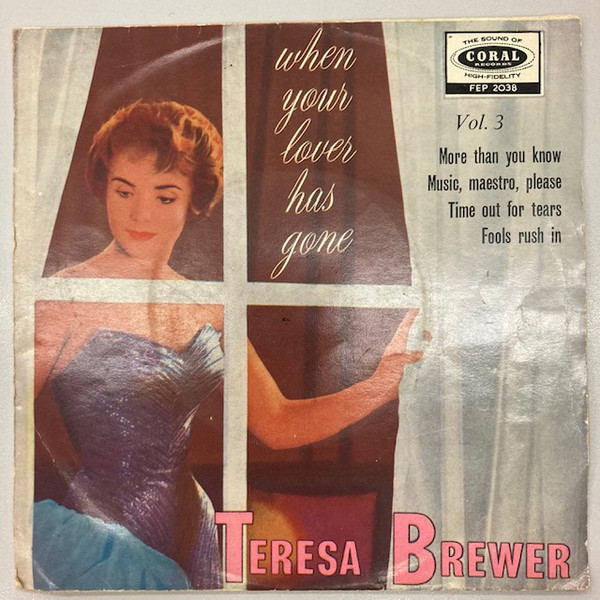 when
your
lover
has
gone
THE SOUND OF
CORAL
RECORDS
HIGH-FIDELITY
FEP 2038
Vol. 3
More than you know
Music, maestro, please
Time out for tears
Fools rush in
TERESA BREWER